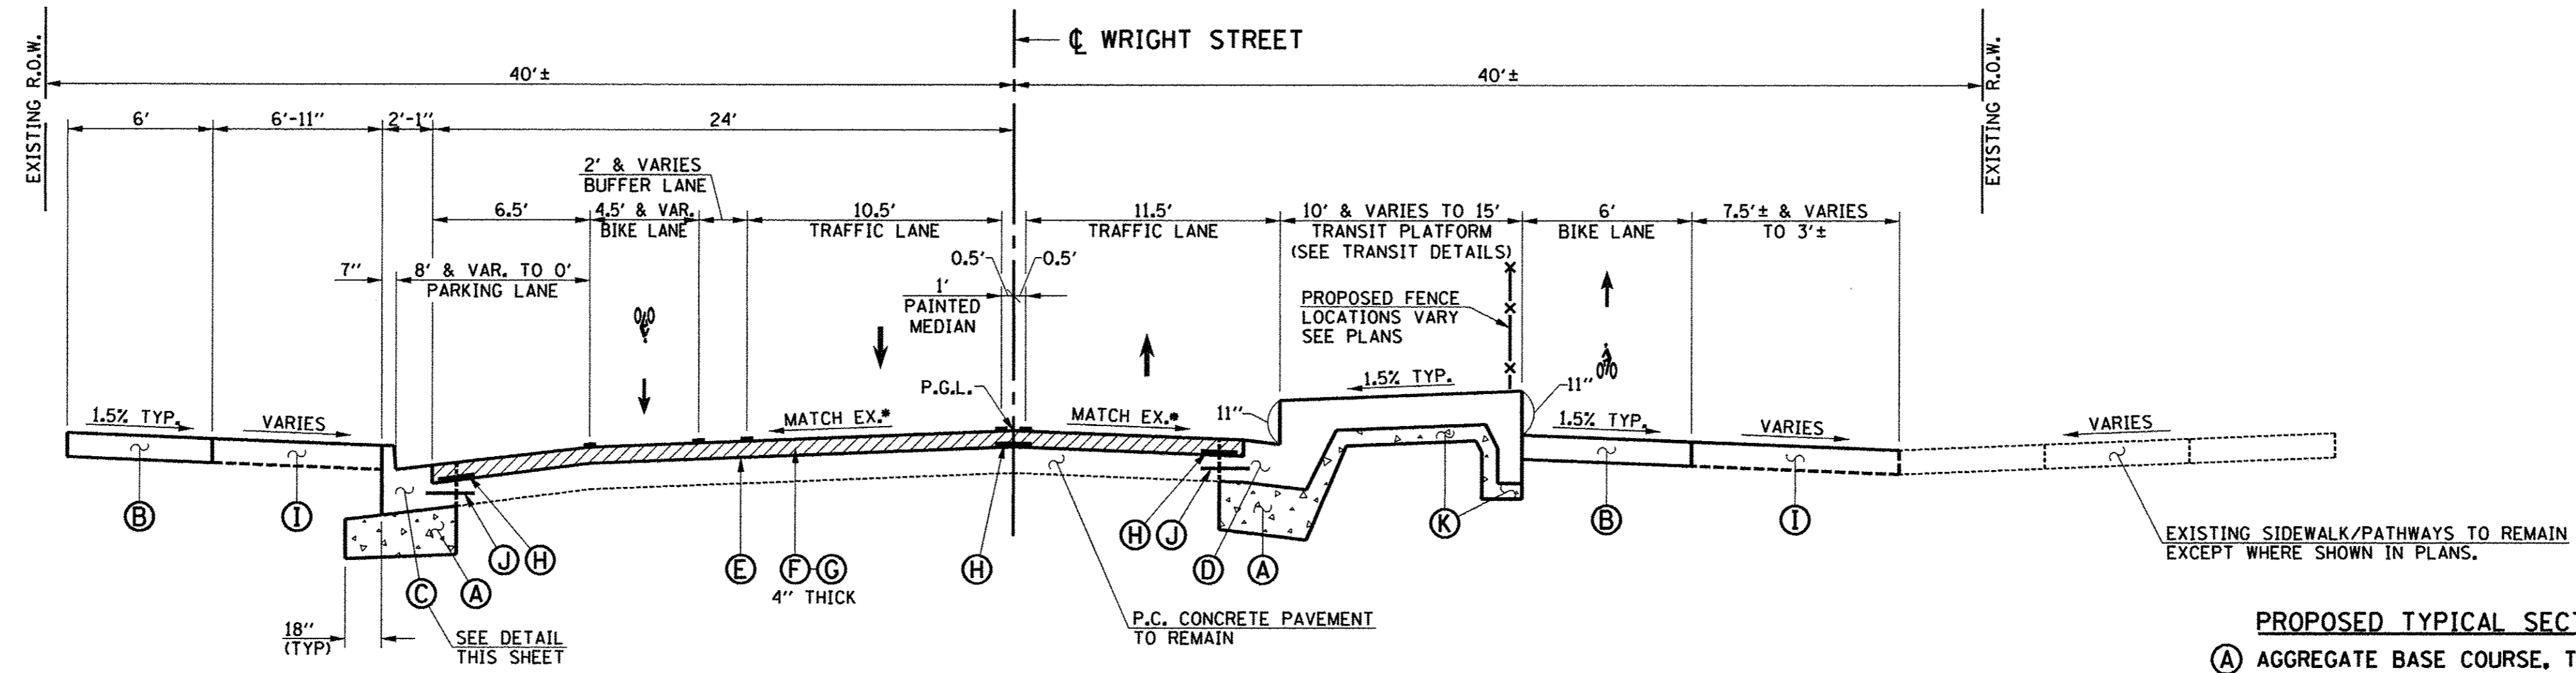 EXISTING R.O.W.
℄ WRIGHT STREET
EXISTING R.O.W.
40'±
40'±
6'
6'-11"
2'-1"
24'
2' & VARIES
BUFFER LANE
6.5'
4.5' & VAR.
BIKE LANE
10.5'
TRAFFIC LANE
11.5'
TRAFFIC LANE
10' & VARIES TO 15'
TRANSIT PLATFORM
(SEE TRANSIT DETAILS)
6'
BIKE LANE
7.5'± & VARIES
TO 3'±
7"
8' & VAR. TO 0'
PARKING LANE
0.5'
0.5'
1'
PAINTED
MEDIAN
PROPOSED FENCE
LOCATIONS VARY
SEE PLANS
P.G.L.
1.5% TYP.
VARIES
MATCH EX.*
MATCH EX.*
11"
1.5% TYP.
11"
1.5% TYP.
VARIES
VARIES
B
I
J
H
E
F-G
4" THICK
H
H
J
D
A
K
B
I
C
A
18"
(TYP)
SEE DETAIL
THIS SHEET
P.C. CONCRETE PAVEMENT
TO REMAIN
EXISTING SIDEWALK/PATHWAYS TO REMAIN
EXCEPT WHERE SHOWN IN PLANS.
PROPOSED TYPICAL SECT
A AGGREGATE BASE COURSE, T